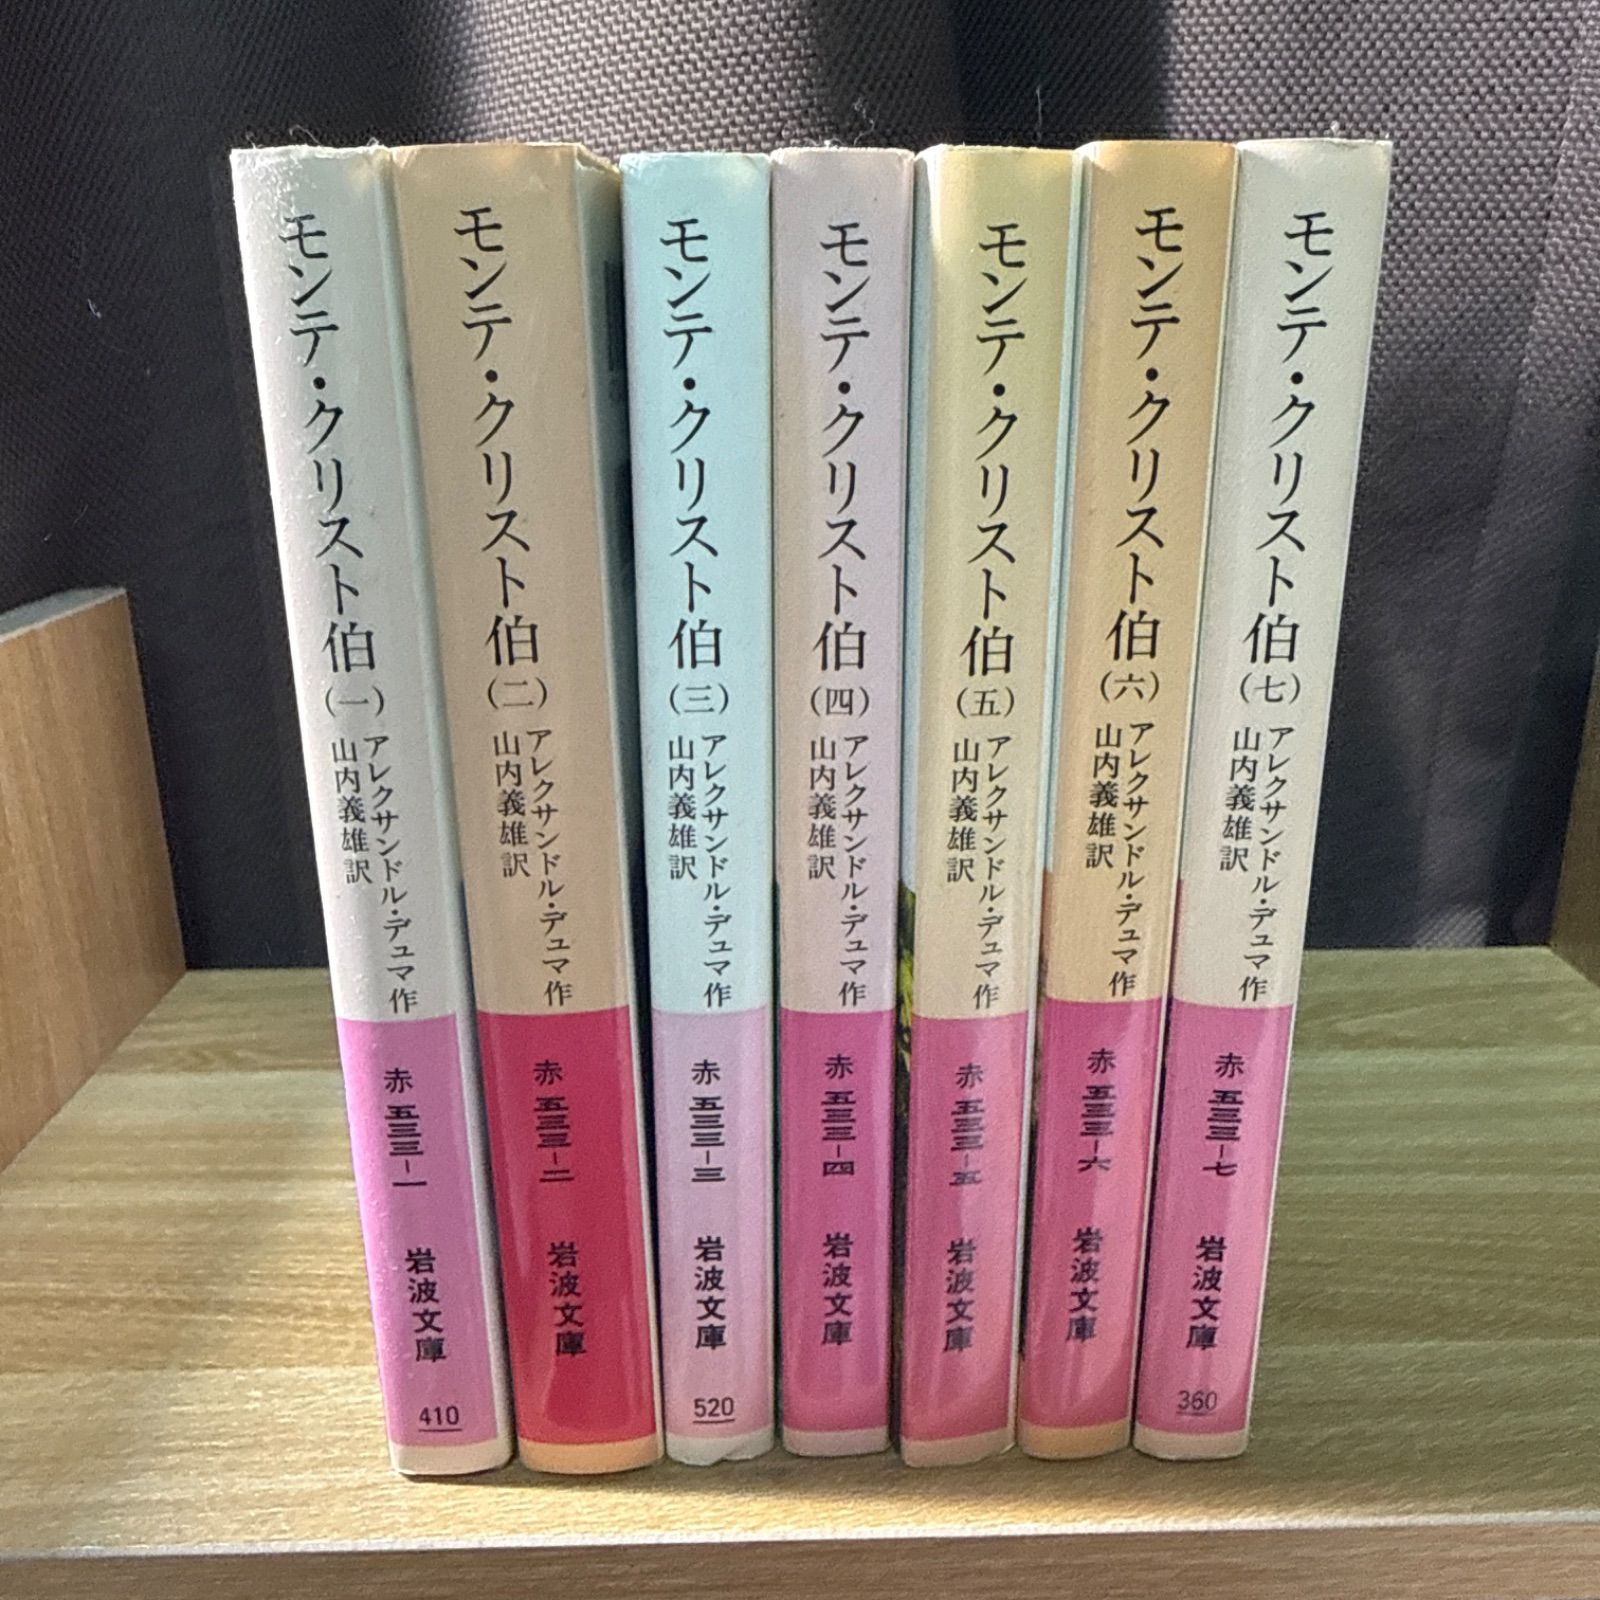 モンテ・クリスト伯(一)
アレクサンドル・デュマ作
山内義雄訳
赤 五三三-一
岩波文庫
410
モンテ・クリスト伯(二)
アレクサンドル・デュマ作
山内義雄訳
赤 五三三-二
岩波文庫
モンテ・クリスト伯(三)
アレクサンドル・デュマ作
山内義雄訳
赤 五三三-三
岩波文庫
520
モンテ・クリスト伯(四)
アレクサンドル・デュマ作
山内義雄訳
赤 五三三-四
岩波文庫
モンテ・クリスト伯(五)
アレクサンドル・デュマ作
山内義雄訳
赤 五三三-五
岩波文庫
モンテ・クリスト伯(六)
アレクサンドル・デュマ作
山内義雄訳
赤 五三三-六
岩波文庫
モンテ・クリスト伯(七)
アレクサンドル・デュマ作
山内義雄訳
赤 五三三-七
岩波文庫
360